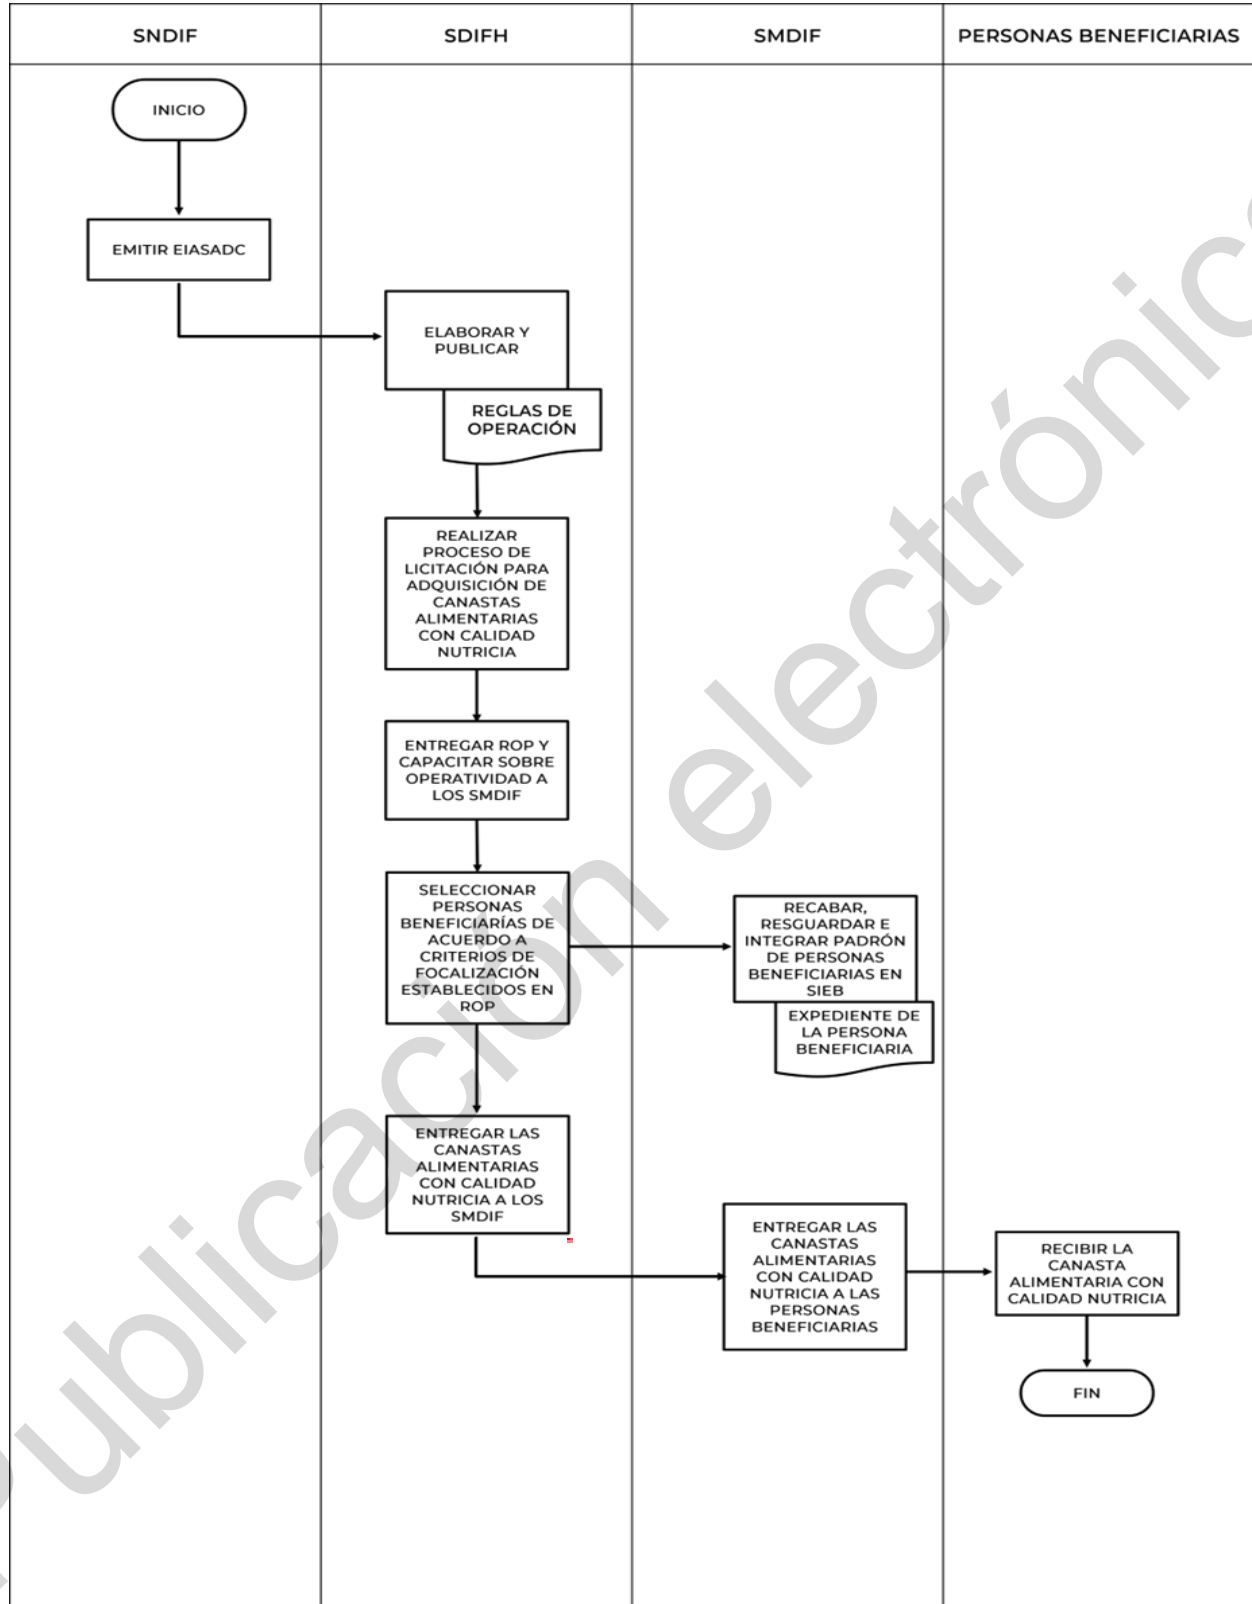 SNDIF
SDIFH
SMDIF
PERSONAS BENEFICIARIAS
INICIO
EMITIR EIASADC
ELABORAR Y
PUBLICAR
REGLAS DE
OPERACIÓN
REALIZAR
PROCESO DE
LICITACIÓN PARA
ADQUISICIÓN DE
CANASTAS
ALIMENTARIAS
CON CALIDAD
NUTRICIA
ENTREGAR ROP Y
CAPACITAR SOBRE
OPERATIVIDAD A
LOS SMDIF
SELECCIONAR
PERSONAS
BENEFICIARÍAS DE
ACUERDO A
CRITERIOS DE
FOCALIZACIÓN
ESTABLECIDOS EN
ROP
RECABAR,
RESGUARDAR E
INTEGRAR PADRÓN
DE PERSONAS
BENEFICIARIAS EN
SIEB
EXPEDIENTE DE
LA PERSONA
BENEFICIARIA
ENTREGAR LAS
CANASTAS
ALIMENTARIAS
CON CALIDAD
NUTRICIA A LOS
SMDIF
ENTREGAR LAS
CANASTAS
ALIMENTARIAS
CON CALIDAD
NUTRICIA A LAS
PERSONAS
BENEFICIARIAS
RECIBIR LA
CANASTA
ALIMENTARIA CON
CALIDAD NUTRICIA
FIN
Publicación electrónica